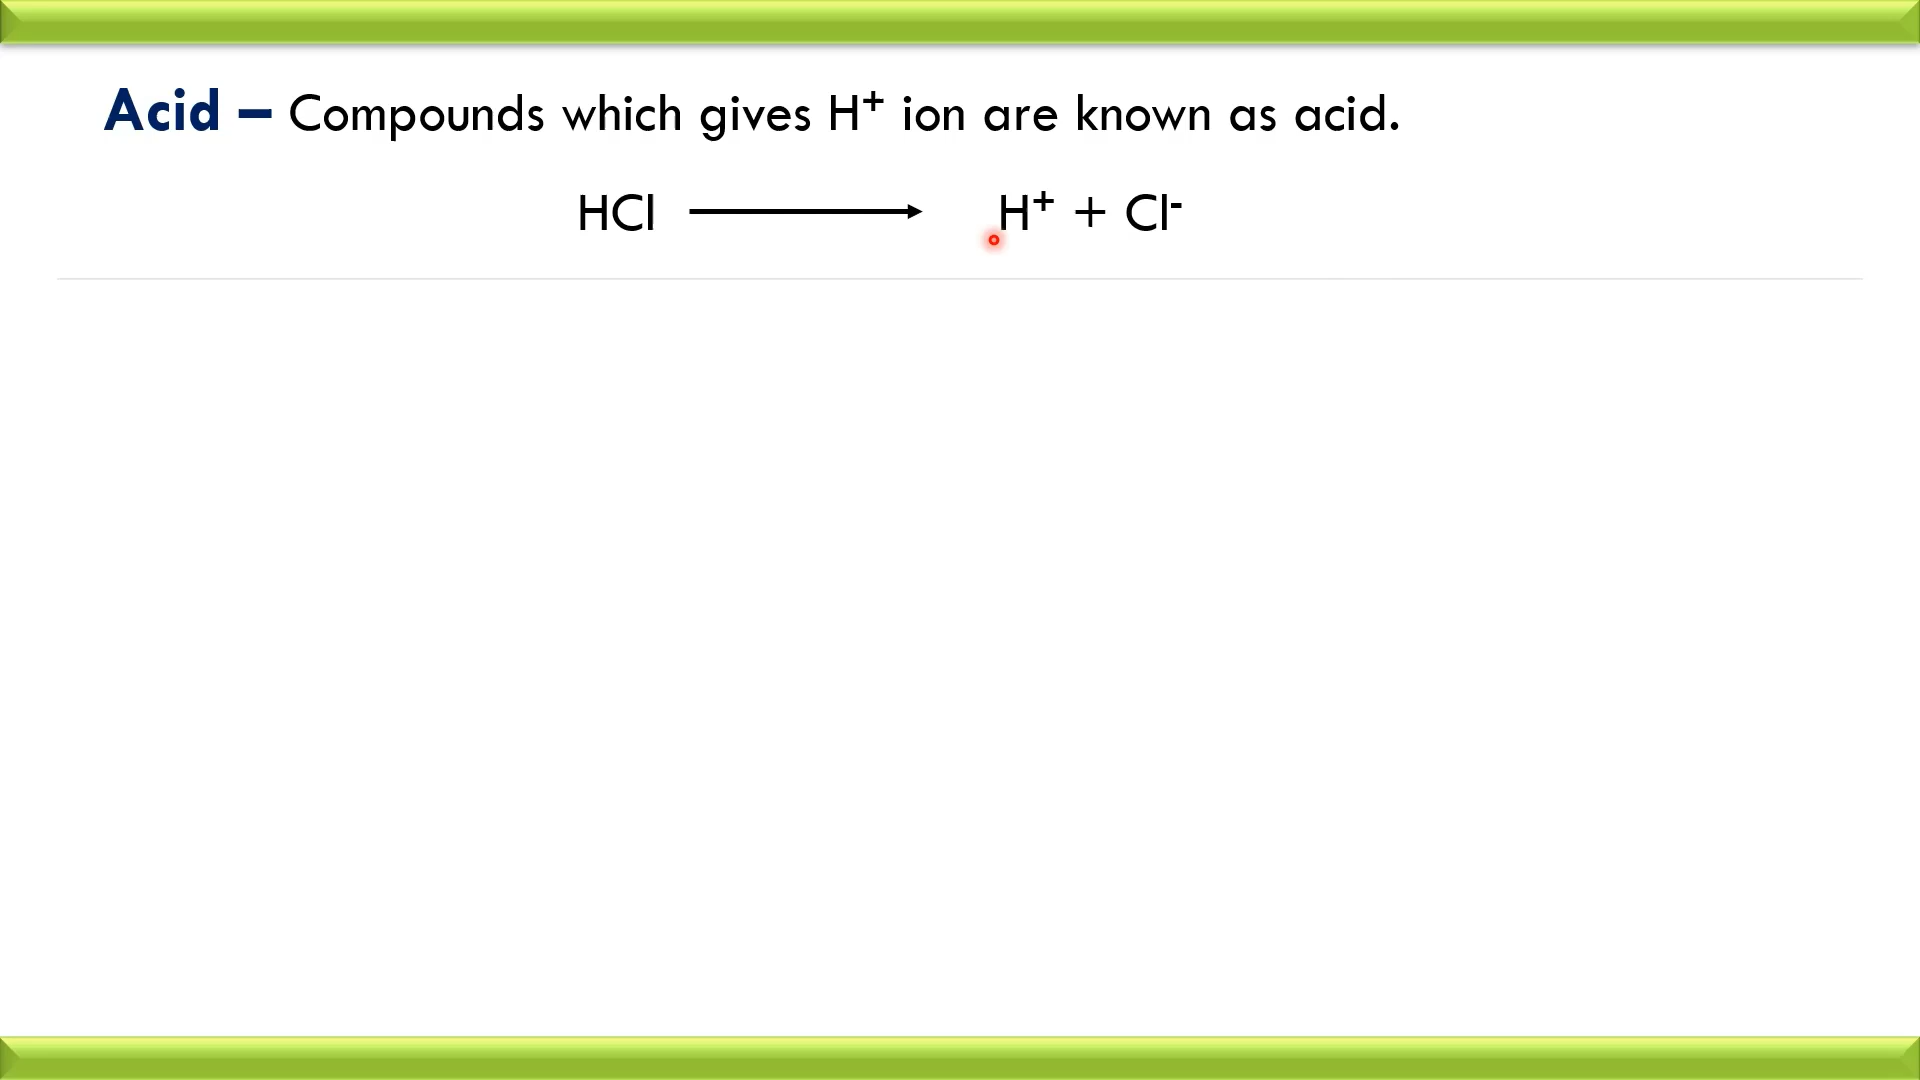 Acid – Compounds which gives H⁺ ion are known as acid.
HCl ⟶ H⁺ + Cl⁻